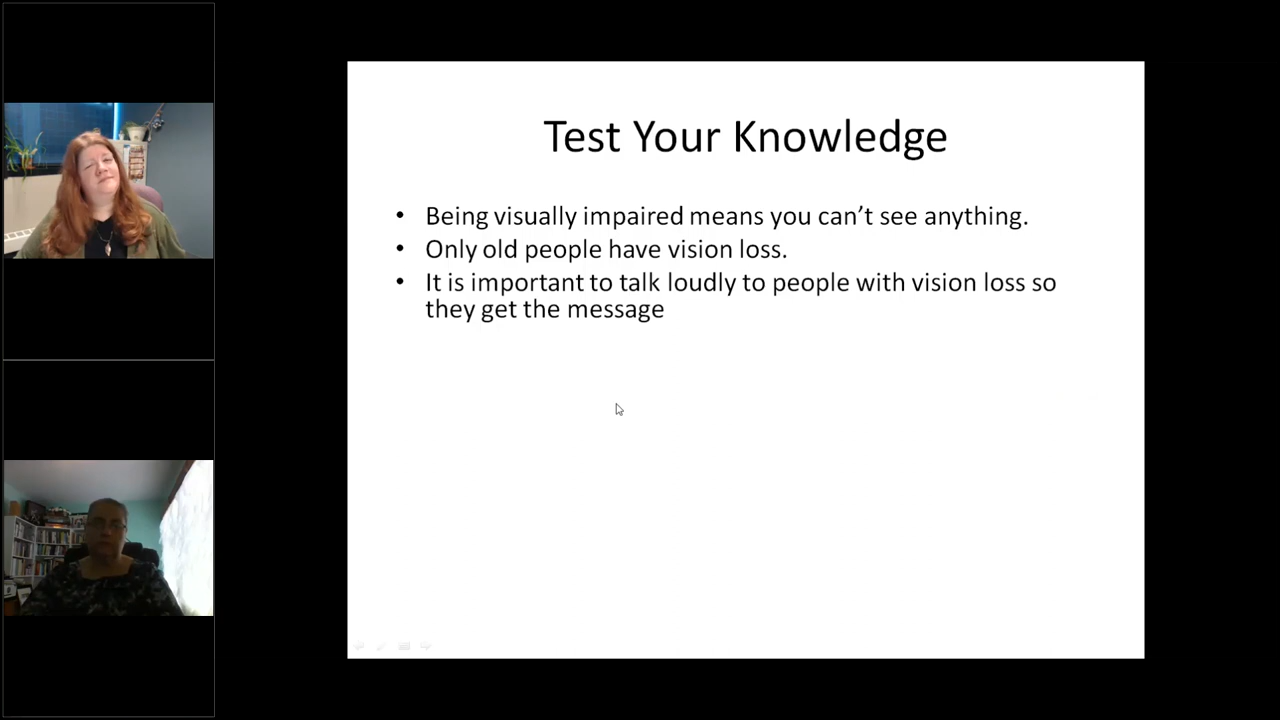 Test Your Knowledge
• Being visually impaired means you can’t see anything.
• Only old people have vision loss.
• It is important to talk loudly to people with vision loss so
they get the message